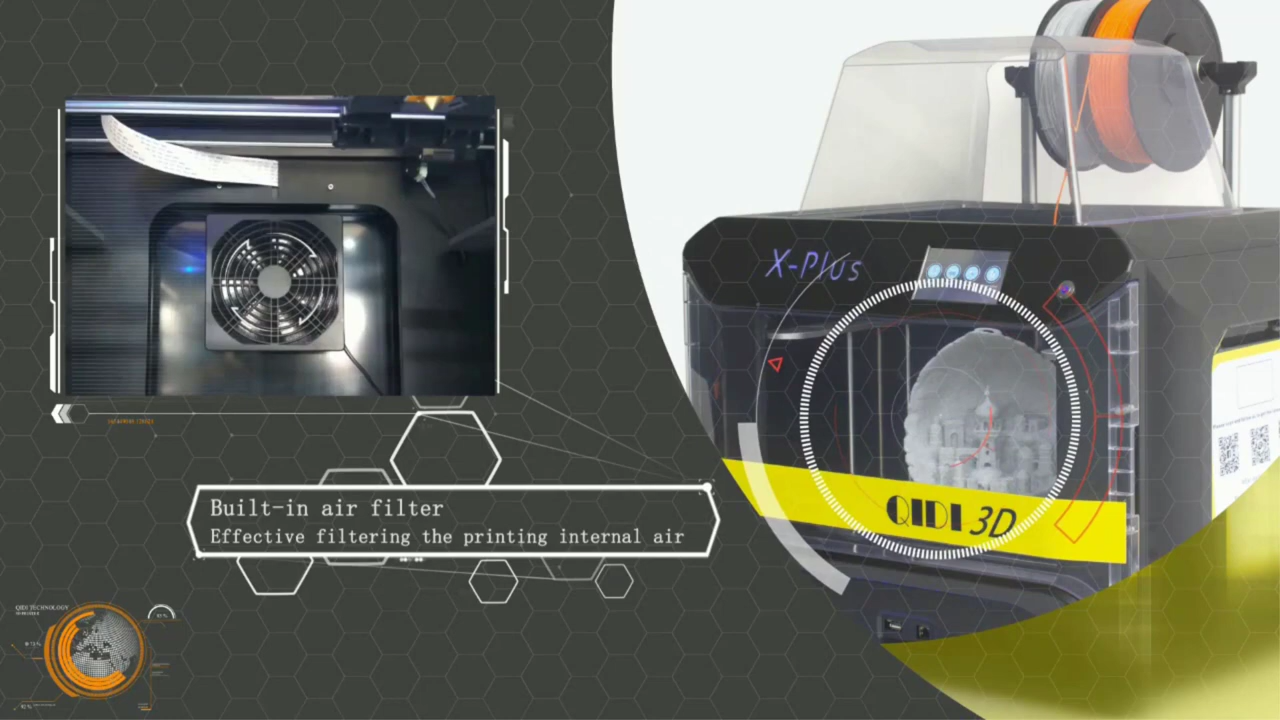 X-Plus
QIDI 3D
Built-in air filter
Effective filtering the printing internal air
QIDI TECHNOLOGY